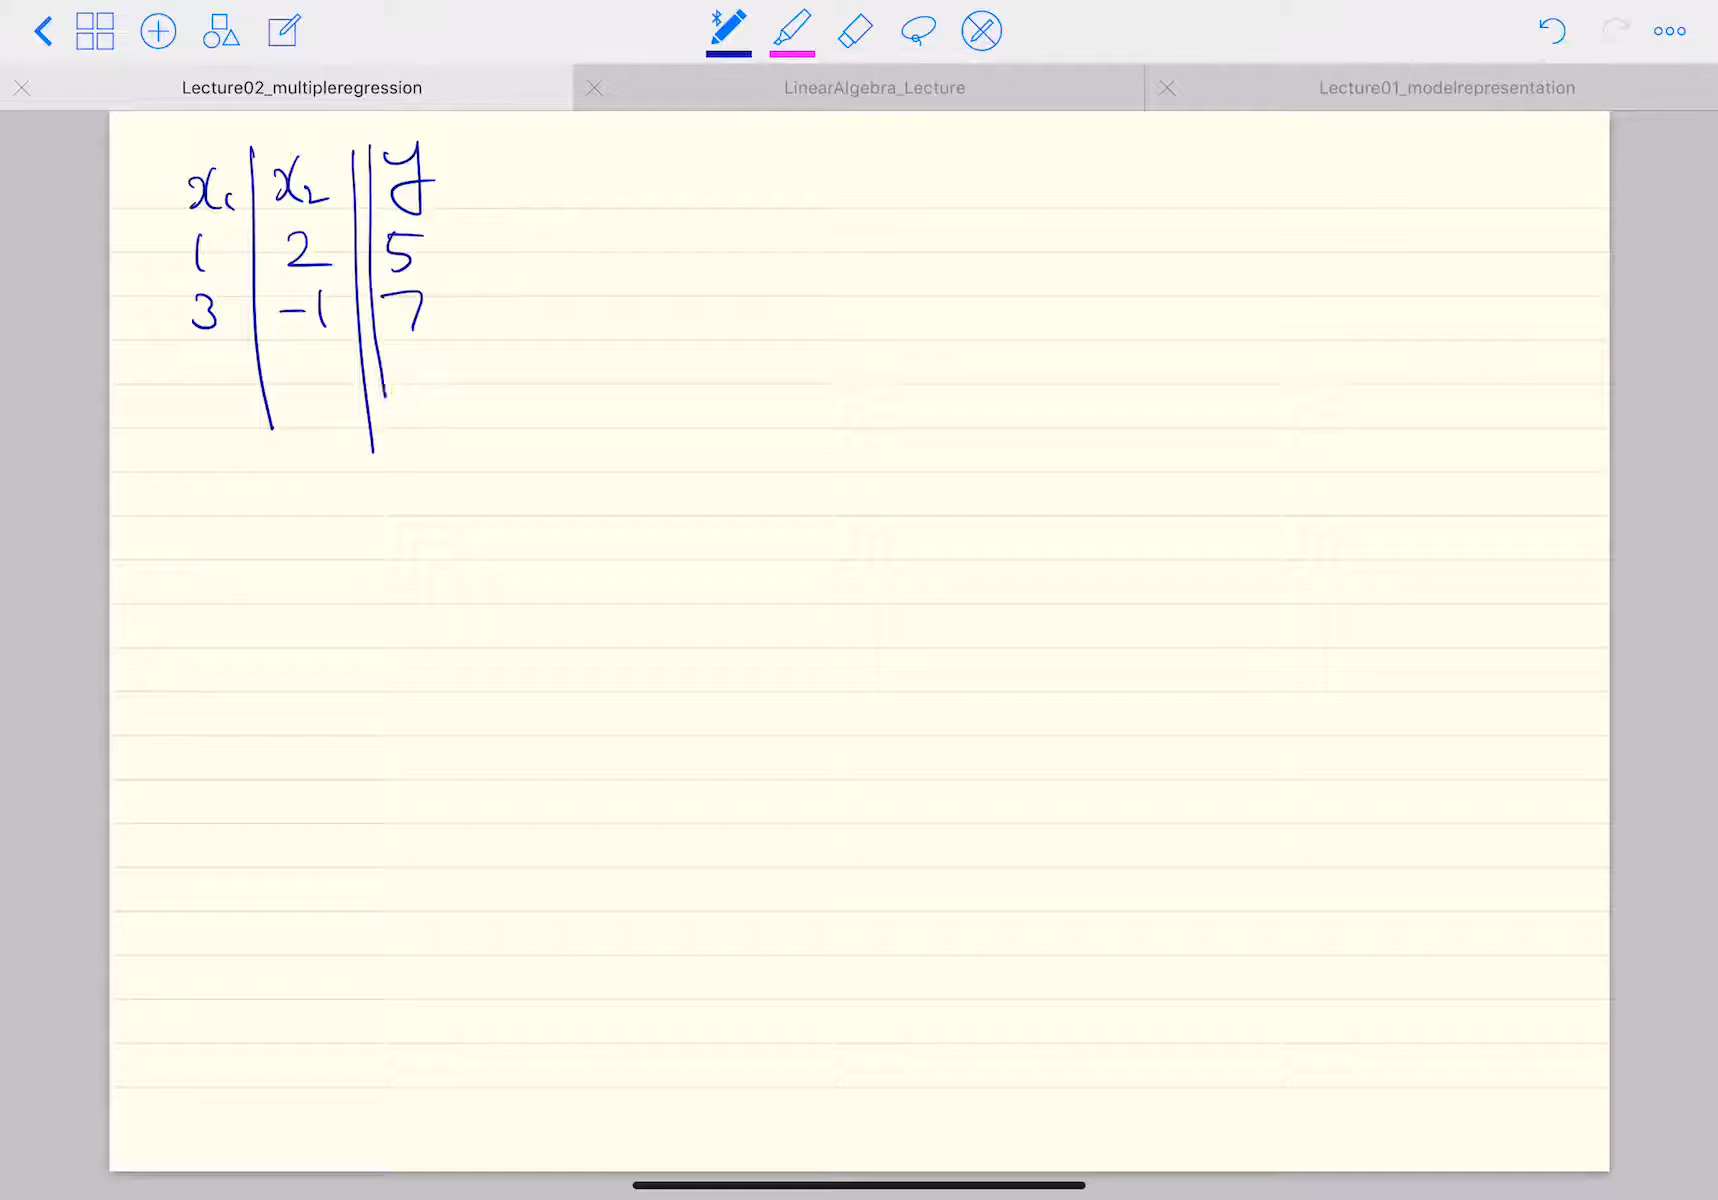 Lecture02_multipleregression
LinearAlgebra_Lecture
Lecture01_modelrepresentation
x₁ x₂ y
1 2 5
3 -1 7